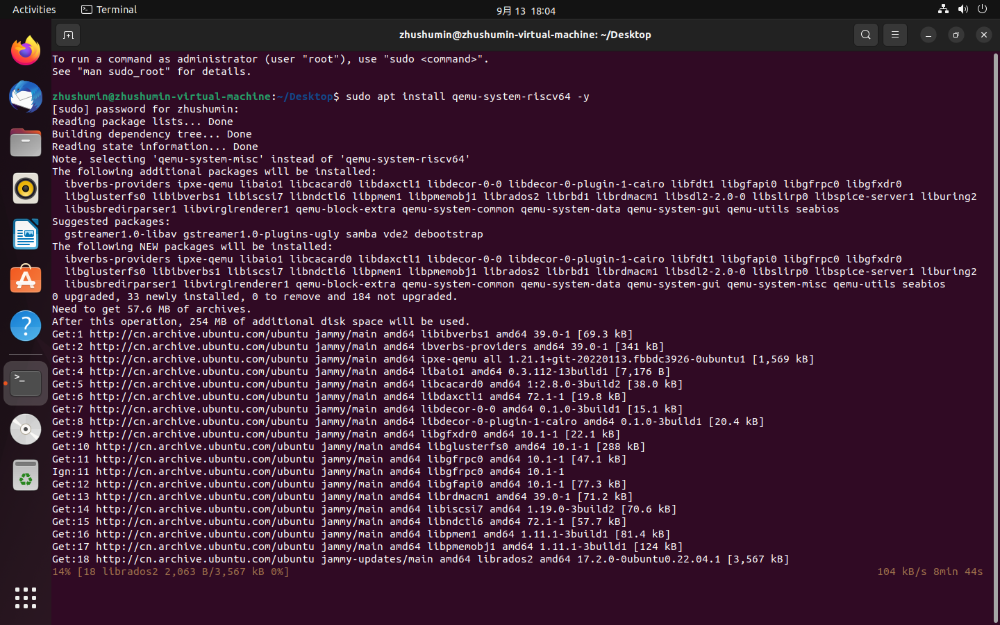 Activities
Terminal
9月 13 18:04
zhushumin@zhushumin-virtual-machine: ~/Desktop
To run a command as administrator (user "root"), use "sudo <command>".
See "man sudo_root" for details.
zhushumin@zhushumin-virtual-machine:~/Desktop$ sudo apt install qemu-system-riscv64 -y
[sudo] password for zhushumin:
Reading package lists... Done
Building dependency tree... Done
Reading state information... Done
Note, selecting 'qemu-system-misc' instead of 'qemu-system-riscv64'
The following additional packages will be installed:
  ibverbs-providers ipxe-qemu libaio1 libcacard0 libdaxctl1 libdecor-0-0 libdecor-0-plugin-1-cairo libfdt1 libgfapi0 libgfrpc0 libgfxdr0
  libglusterfs0 libibverbs1 libiscsi7 libndctl6 libpmem1 libpmemobj1 librados2 librbd1 librdmacm1 libsdl2-2.0-0 libslirp0 libspice-server1 liburing2
  libusbredirparser1 libvirglrenderer1 qemu-block-extra qemu-system-common qemu-system-data qemu-system-gui qemu-utils seabios
Suggested packages:
  gstreamer1.0-libav gstreamer1.0-plugins-ugly samba vde2 debootstrap
The following NEW packages will be installed:
  ibverbs-providers ipxe-qemu libaio1 libcacard0 libdaxctl1 libdecor-0-0 libdecor-0-plugin-1-cairo libfdt1 libgfapi0 libgfrpc0 libgfxdr0
  libglusterfs0 libibverbs1 libiscsi7 libndctl6 libpmem1 libpmemobj1 librados2 librbd1 librdmacm1 libsdl2-2.0-0 libslirp0 libspice-server1 liburing2
  libusbredirparser1 libvirglrenderer1 qemu-block-extra qemu-system-common qemu-system-data qemu-system-gui qemu-system-misc qemu-utils seabios
0 upgraded, 33 newly installed, 0 to remove and 184 not upgraded.
Need to get 57.6 MB of archives.
After this operation, 254 MB of additional disk space will be used.
Get:1 http://cn.archive.ubuntu.com/ubuntu jammy/main amd64 libibverbs1 amd64 39.0-1 [69.3 kB]
Get:2 http://cn.archive.ubuntu.com/ubuntu jammy/main amd64 ibverbs-providers amd64 39.0-1 [341 kB]
Get:3 http://cn.archive.ubuntu.com/ubuntu jammy/main amd64 ipxe-qemu all 1.21.1+git-20220113.fbbdc3926-0ubuntu1 [1,569 kB]
Get:4 http://cn.archive.ubuntu.com/ubuntu jammy/main amd64 libaio1 amd64 0.3.112-13build1 [7,176 B]
Get:5 http://cn.archive.ubuntu.com/ubuntu jammy/main amd64 libcacard0 amd64 1:2.8.0-3build2 [38.0 kB]
Get:6 http://cn.archive.ubuntu.com/ubuntu jammy/main amd64 libdaxctl1 amd64 72.1-1 [19.8 kB]
Get:7 http://cn.archive.ubuntu.com/ubuntu jammy/main amd64 libdecor-0-0 amd64 0.1.0-3build1 [15.1 kB]
Get:8 http://cn.archive.ubuntu.com/ubuntu jammy/main amd64 libdecor-0-plugin-1-cairo amd64 0.1.0-3build1 [20.4 kB]
Get:9 http://cn.archive.ubuntu.com/ubuntu jammy/main amd64 libgfxdr0 amd64 10.1-1 [22.1 kB]
Get:10 http://cn.archive.ubuntu.com/ubuntu jammy/main amd64 libglusterfs0 amd64 10.1-1 [288 kB]
Get:11 http://cn.archive.ubuntu.com/ubuntu jammy/main amd64 libgfrpc0 amd64 10.1-1 [47.1 kB]
Ign:11 http://cn.archive.ubuntu.com/ubuntu jammy/main amd64 libgfrpc0 amd64 10.1-1
Get:12 http://cn.archive.ubuntu.com/ubuntu jammy/main amd64 libgfapi0 amd64 10.1-1 [77.3 kB]
Get:13 http://cn.archive.ubuntu.com/ubuntu jammy/main amd64 librdmacm1 amd64 39.0-1 [71.2 kB]
Get:14 http://cn.archive.ubuntu.com/ubuntu jammy/main amd64 libiscsi7 amd64 1.19.0-3build2 [70.6 kB]
Get:15 http://cn.archive.ubuntu.com/ubuntu jammy/main amd64 libndctl6 amd64 72.1-1 [57.7 kB]
Get:16 http://cn.archive.ubuntu.com/ubuntu jammy/main amd64 libpmem1 amd64 1.11.1-3build1 [81.4 kB]
Get:17 http://cn.archive.ubuntu.com/ubuntu jammy/main amd64 libpmemobj1 amd64 1.11.1-3build1 [124 kB]
Get:18 http://cn.archive.ubuntu.com/ubuntu jammy-updates/main amd64 librados2 amd64 17.2.0-0ubuntu0.22.04.1 [3,567 kB]
14% [18 librados2 2,063 B/3,567 kB 0%] 104 kB/s 8min 44s